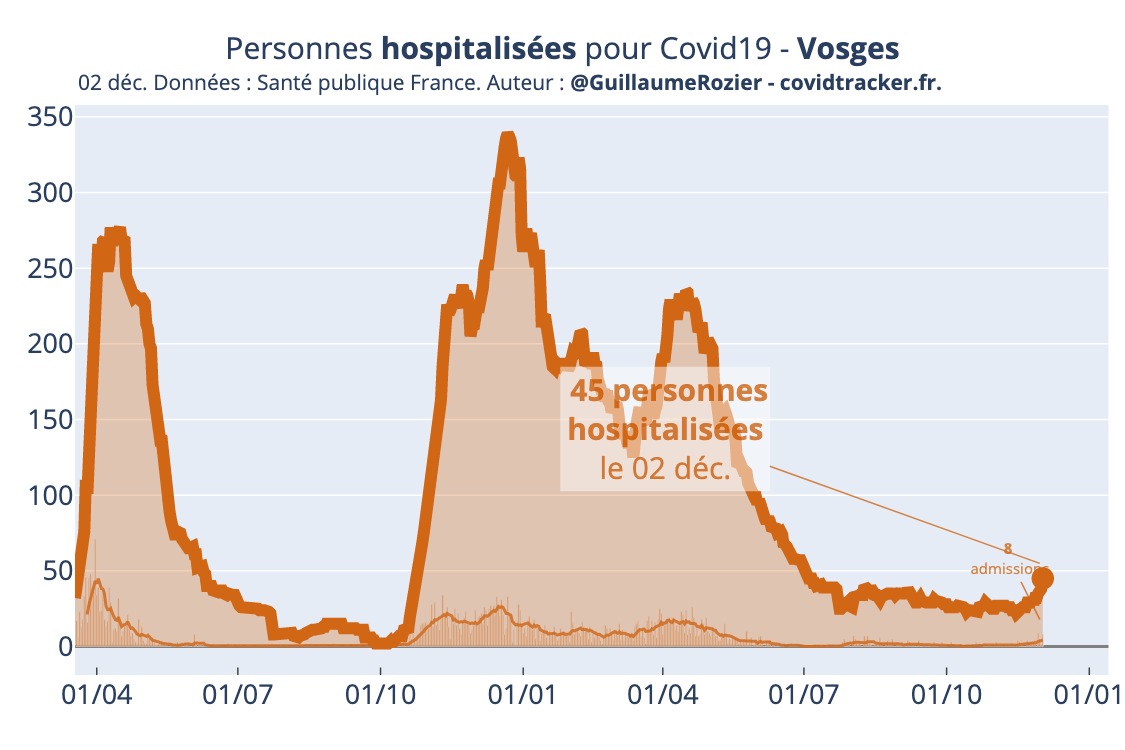 Personnes hospitalisées pour Covid19 - Vosges
02 déc. Données : Santé publique France. Auteur : @GuillaumeRozier - covidtracker.fr.
350
300
250
200
150
100
50
0
45 personnes
hospitalisées
le 02 déc.
8
admissions
01/04 01/07 01/10 01/01 01/04 01/07 01/10 01/01